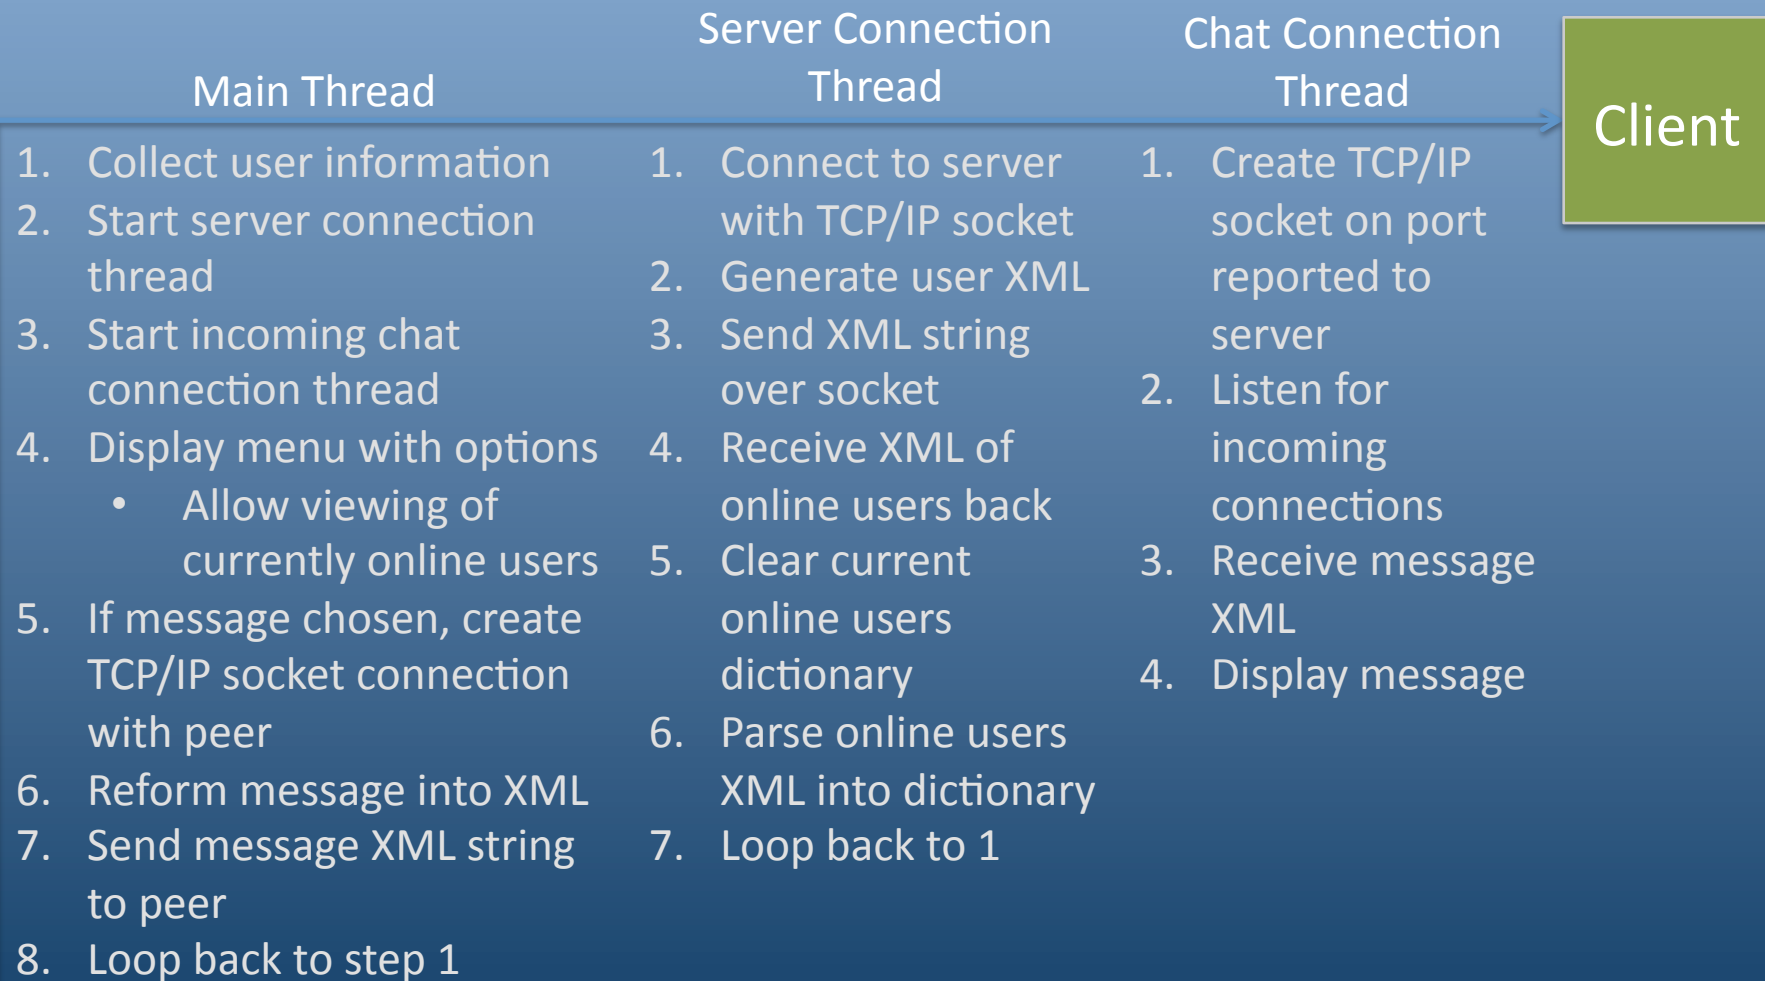 Main Thread
1. Collect user information
2. Start server connection
thread
3. Start incoming chat
connection thread
4. Display menu with options
• Allow viewing of
currently online users
5. If message chosen, create
TCP/IP socket connection
with peer
6. Reform message into XML
7. Send message XML string
to peer
8. Loop back to step 1
Server Connection
Thread
1. Connect to server
with TCP/IP socket
2. Generate user XML
3. Send XML string
over socket
4. Receive XML of
online users back
5. Clear current
online users
dictionary
6. Parse online users
XML into dictionary
7. Loop back to 1
Chat Connection
Thread
1. Create TCP/IP
socket on port
reported to
server
2. Listen for
incoming
connections
3. Receive message
XML
4. Display message
Client